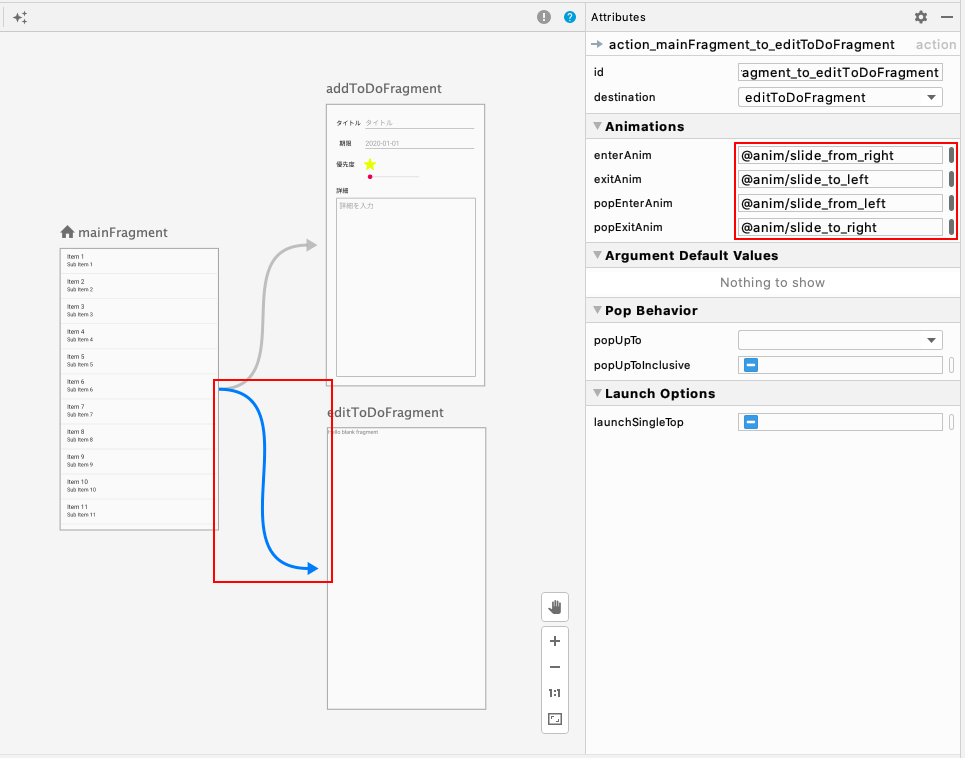 Attributes
action_mainFragment_to_editToDoFragment action
id agment_to_editToDoFragment
destination editToDoFragment
Animations
enterAnim @anim/slide_from_right
exitAnim @anim/slide_to_left
popEnterAnim @anim/slide_from_left
popExitAnim @anim/slide_to_right
Argument Default Values
Nothing to show
Pop Behavior
popUpTo
popUpToInclusive
Launch Options
launchSingleTop
addToDoFragment
タイトル タイトル
期限 2020-01-01
優先度
詳細
詳細を入力
mainFragment
Item 1
Sub Item 1
Item 2
Sub Item 2
Item 3
Sub Item 3
Item 4
Sub Item 4
Item 5
Sub Item 5
Item 6
Sub Item 6
Item 7
Sub Item 7
Item 8
Sub Item 8
Item 9
Sub Item 9
Item 10
Sub Item 10
Item 11
Sub Item 11
editToDoFragment
Hello blank fragment
1:1